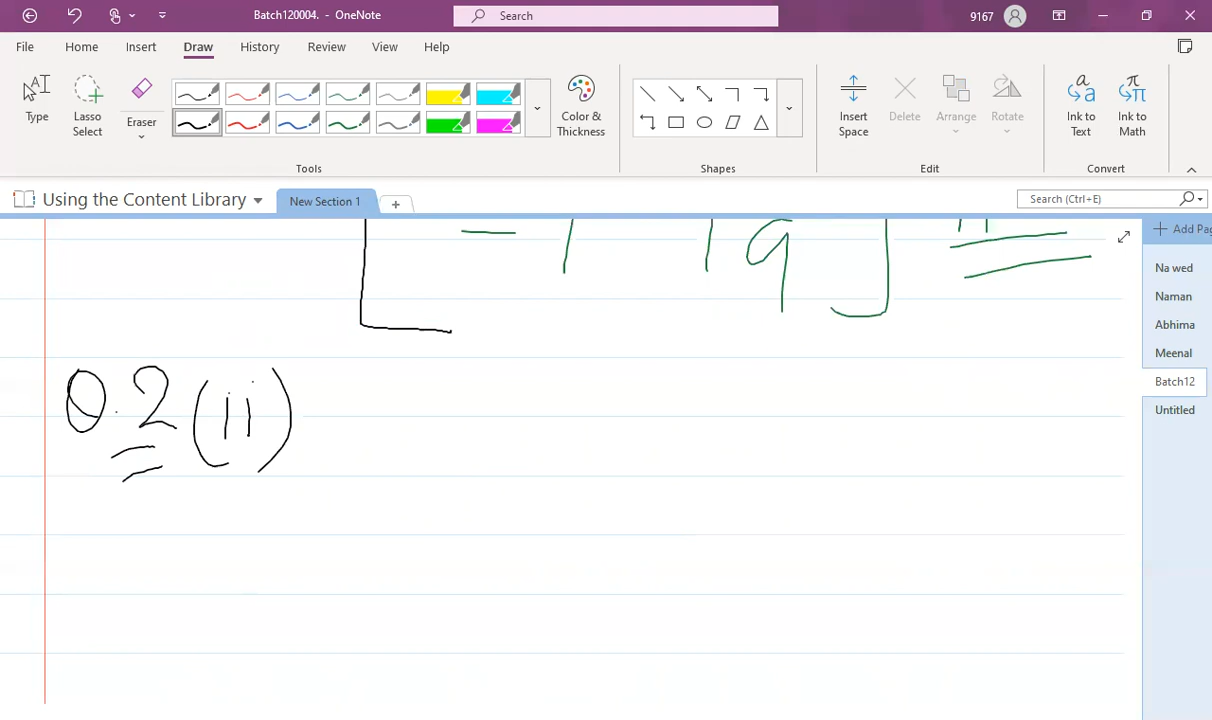 Batch120004. - OneNote
Search
9167
File Home Insert Draw History Review View Help
Type
Lasso Select
Eraser
Color & Thickness
Insert Space
Delete
Arrange
Rotate
Ink to Text
Ink to Math
Tools
Shapes
Edit
Convert
Using the Content Library
New Section 1
Search (Ctrl+E)
Add Pag
Na wed
Naman
Abhima
Meenal
Batch12
Untitled
Q.2 (ii)